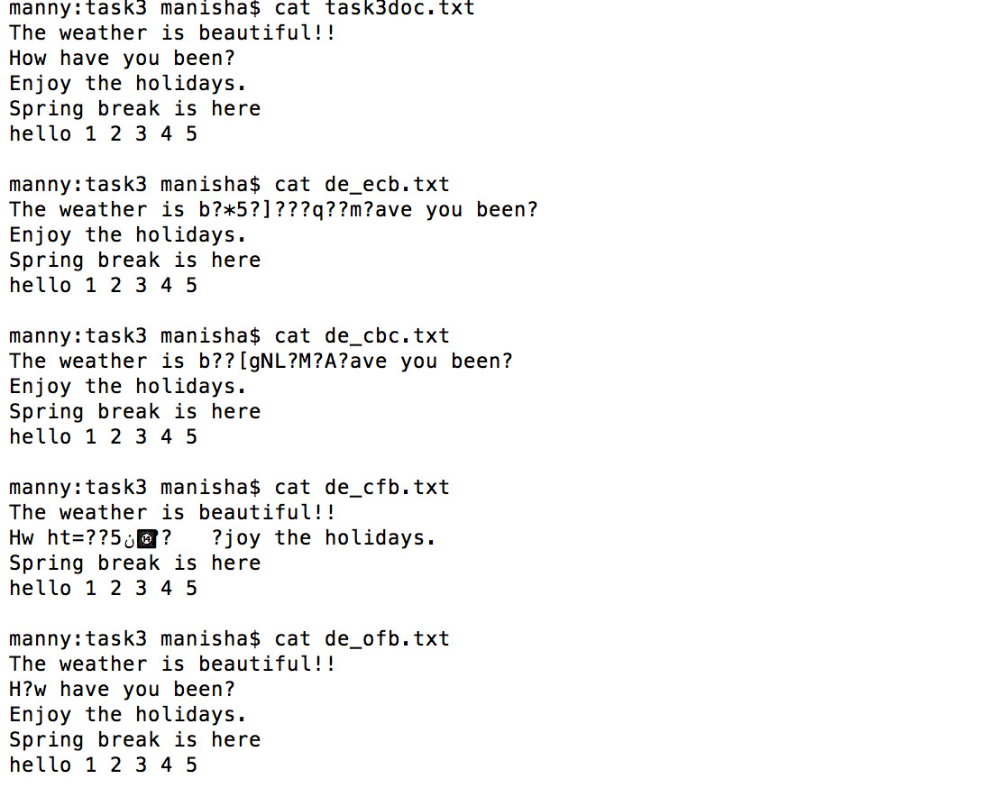 manny:task3 manisha$ cat task3doc.txt
The weather is beautiful!!
How have you been?
Enjoy the holidays.
Spring break is here
hello 1 2 3 4 5
manny:task3 manisha$ cat de_ecb.txt
The weather is b?*5?]???q??m?ave you been?
Enjoy the holidays.
Spring break is here
hello 1 2 3 4 5
manny:task3 manisha$ cat de_cbc.txt
The weather is b??[gNL?M?A?ave you been?
Enjoy the holidays.
Spring break is here
hello 1 2 3 4 5
manny:task3 manisha$ cat de_cfb.txt
The weather is beautiful!!
Hw ht=??5ن⓮?   ?joy the holidays.
Spring break is here
hello 1 2 3 4 5
manny:task3 manisha$ cat de_ofb.txt
The weather is beautiful!!
H?w have you been?
Enjoy the holidays.
Spring break is here
hello 1 2 3 4 5